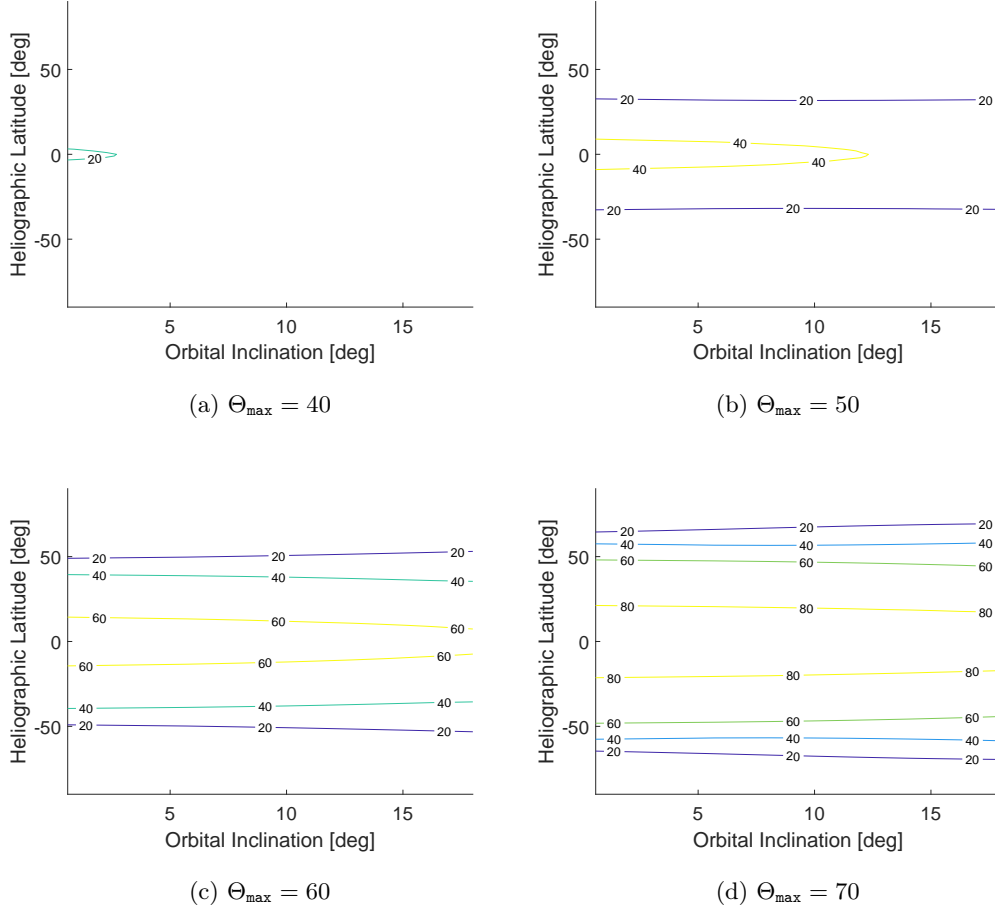 50
0
-50
Heliographic Latitude [deg]
20
5 10 15
Orbital Inclination [deg]
(a) Θmax = 40
50
0
-50
Heliographic Latitude [deg]
20 20 20
40
40 40
20 20 20
5 10 15
Orbital Inclination [deg]
(b) Θmax = 50
50
0
-50
Heliographic Latitude [deg]
20 20 20
40 40 40
60 60 60
60 60 60
40 40 40
20 20 20
5 10 15
Orbital Inclination [deg]
(c) Θmax = 60
50
0
-50
Heliographic Latitude [deg]
20 20 20
40 40 40
60 60 60
80 80 80
80 80 80
60 60 60
40 40 40
20 20 20
5 10 15
Orbital Inclination [deg]
(d) Θmax = 70